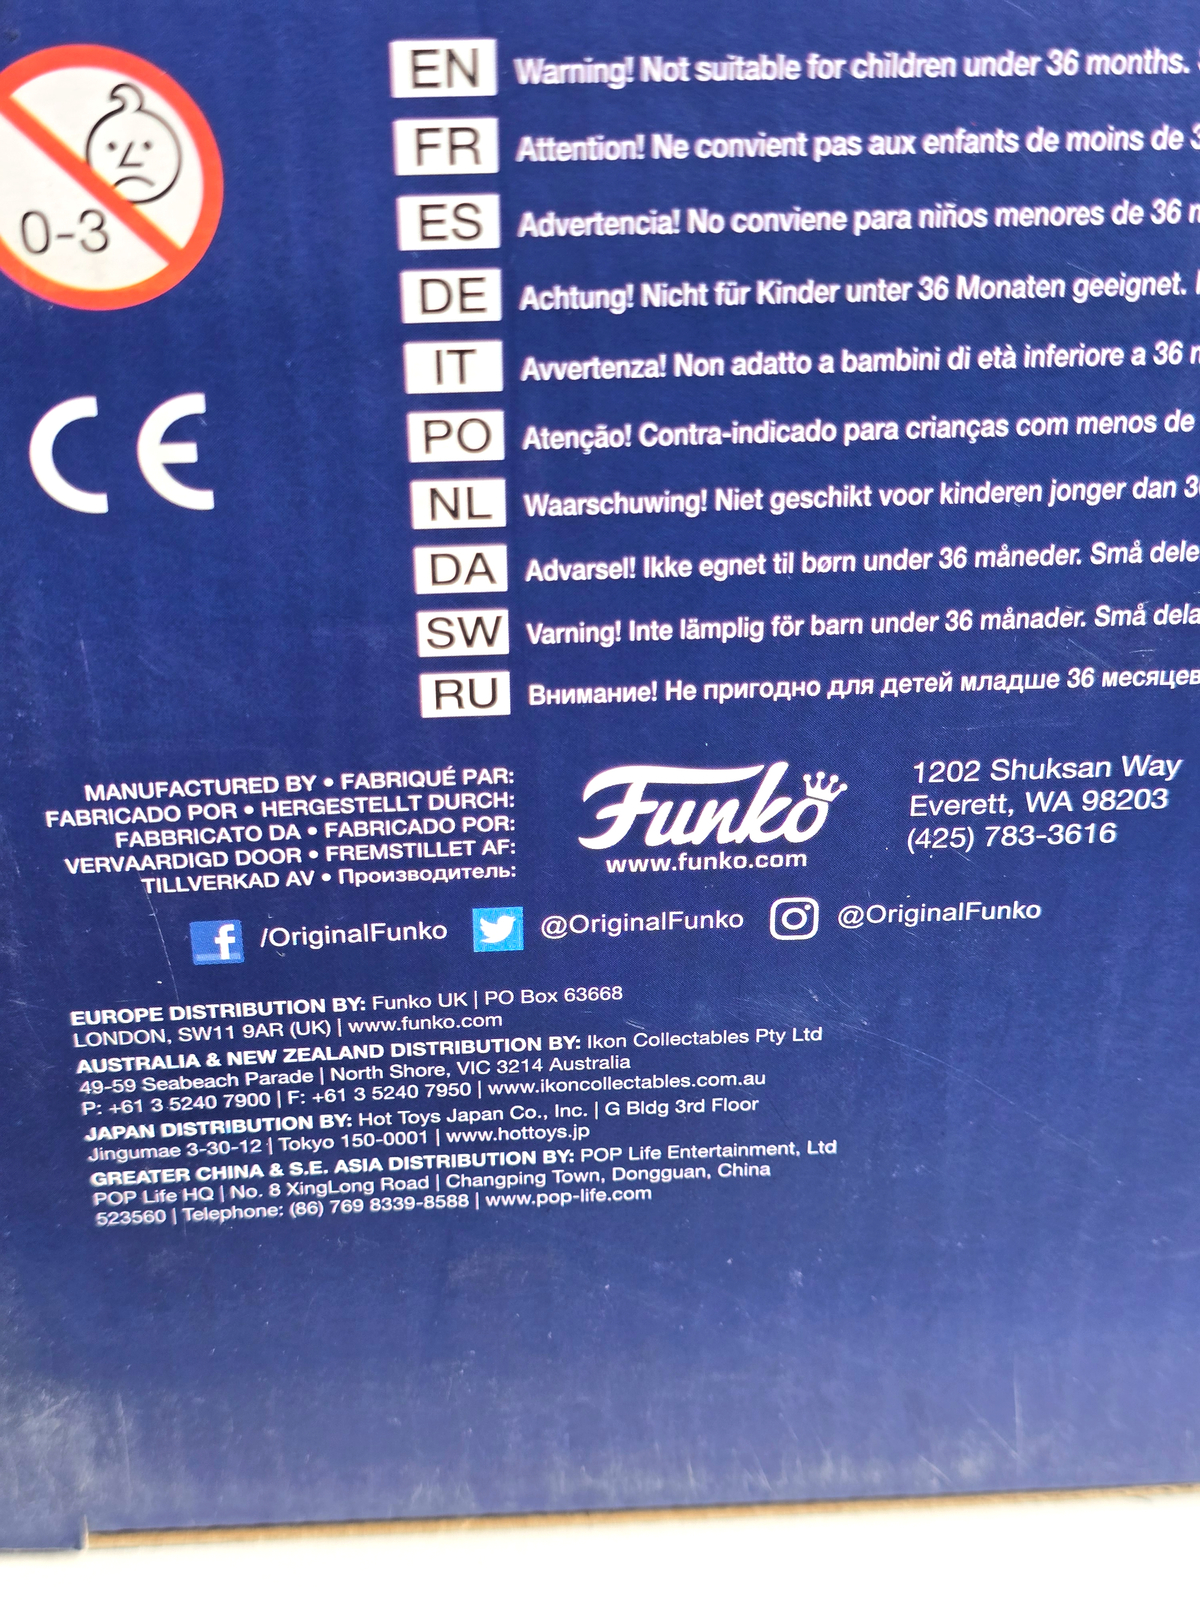 0-3
CE
EN Warning! Not suitable for children under 36 months.
FR Attention! Ne convient pas aux enfants de moins de
ES Advertencia! No conviene para niños menores de 36
DE Achtung! Nicht für Kinder unter 36 Monaten geeignet.
IT Avvertenza! Non adatto a bambini di età inferiore a 36
PO Atenção! Contra-indicado para crianças com menos de
NL Waarschuwing! Niet geschikt voor kinderen jonger dan
DA Advarsel! Ikke egnet til børn under 36 måneder. Små dele
SW Varning! Inte lämplig för barn under 36 månader. Små dela
RU Внимание! Не пригодно для детей младше 36 месяцев
MANUFACTURED BY • FABRIQUÉ PAR:
FABRICADO POR • HERGESTELLT DURCH:
FABBRICATO DA • FABRICADO POR:
VERVAARDIGD DOOR • FREMSTILLET AF:
TILLVERKAD AV • Производитель:
Funko
www.funko.com
1202 Shuksan Way
Everett, WA 98203
(425) 783-3616
f /OriginalFunko @OriginalFunko @OriginalFunko
EUROPE DISTRIBUTION BY: Funko UK | PO Box 63668
LONDON, SW11 9AR (UK) | www.funko.com
AUSTRALIA & NEW ZEALAND DISTRIBUTION BY: Ikon Collectables Pty Ltd
49-59 Seabeach Parade | North Shore, VIC 3214 Australia
P: +61 3 5240 7900 | F: +61 3 5240 7950 | www.ikoncollectables.com.au
JAPAN DISTRIBUTION BY: Hot Toys Japan Co., Inc. | G Bldg 3rd Floor
Jingumae 3-30-12 | Tokyo 150-0001 | www.hottoys.jp
GREATER CHINA & S.E. ASIA DISTRIBUTION BY: POP Life Entertainment, Ltd
POP Life HQ | No. 8 XingLong Road | Changping Town, Dongguan, China
523560 | Telephone: (86) 769 8339-8588 | www.pop-life.com